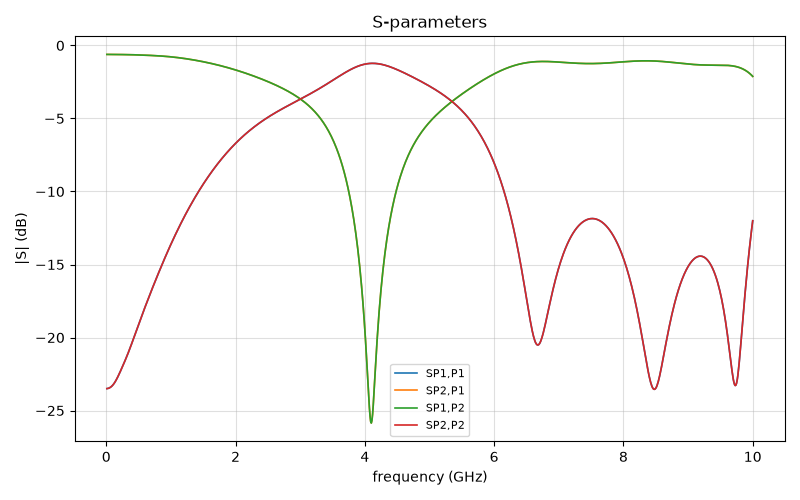 S-parameters
0
−5
−10
−15
−20
−25
|S| (dB)
SP1,P1
SP2,P1
SP1,P2
SP2,P2
0 2 4 6 8 10
frequency (GHz)